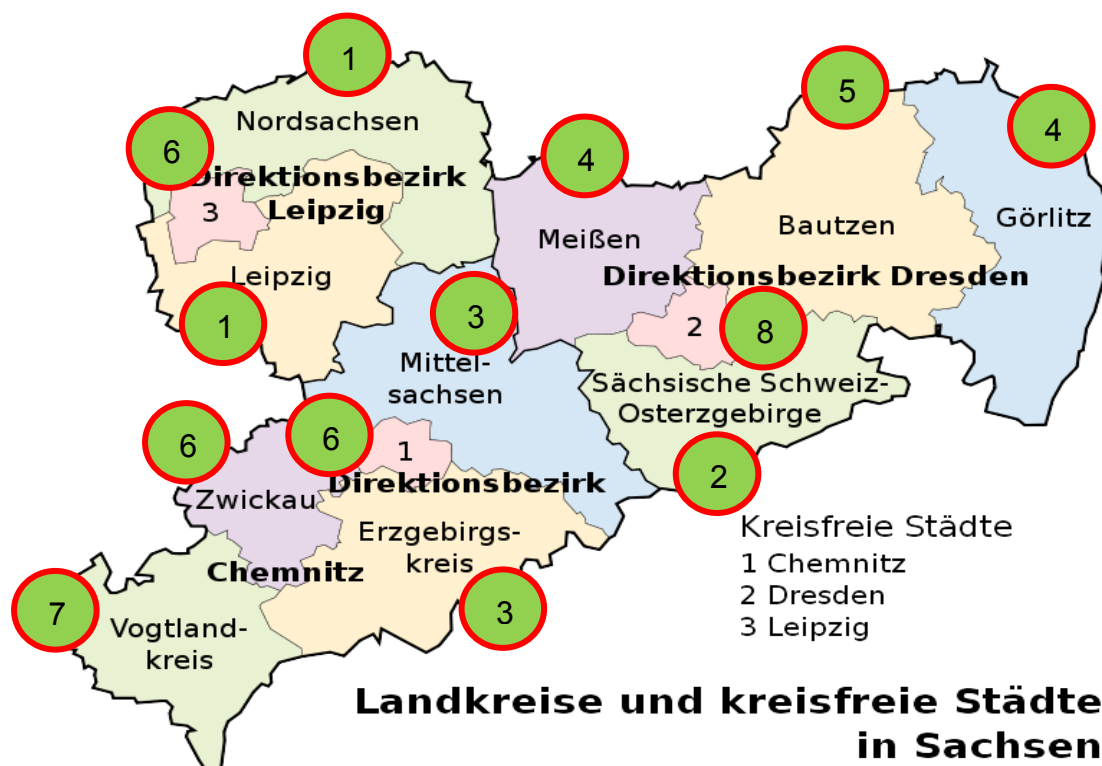 1
Nordsachsen
6
Direktionsbezirk
Leipzig
3
Leipzig
1
4
Meißen
5
Bautzen
4
Görlitz
Direktionsbezirk Dresden
2
8
3
Mittel-
sachsen
Sächsische Schweiz-
Osterzgebirge
2
6
Zwickau
6
1
Direktionsbezirk
Chemnitz
Erzgebirgs-
kreis
3
7
Vogtland-
kreis
Kreisfreie Städte
1 Chemnitz
2 Dresden
3 Leipzig
Landkreise und kreisfreie Städte
in Sachsen